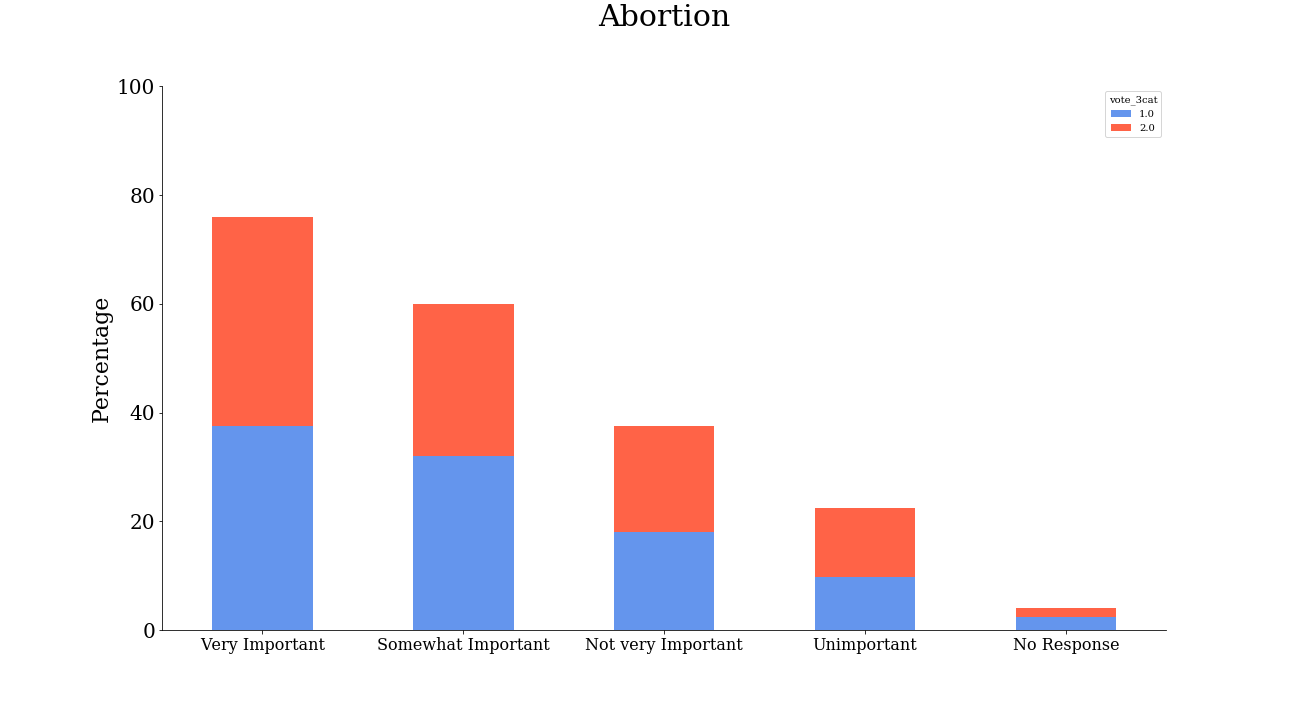 Abortion
100
80
60
40
20
0
Percentage
vote_3cat
1.0
2.0
Very Important
Somewhat Important
Not very Important
Unimportant
No Response